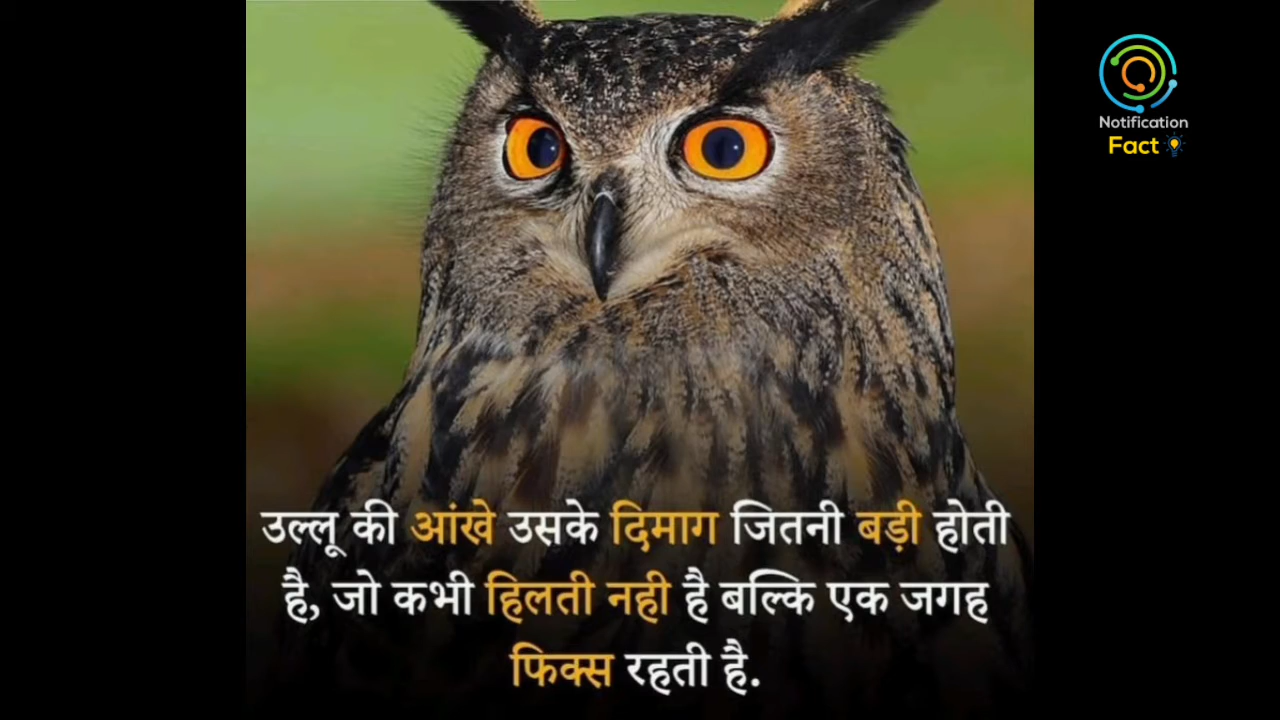 Notification
Fact
उल्लू की आंखे उसके दिमाग जितनी बड़ी होती
है, जो कभी हिलती नही है बल्कि एक जगह
फिक्स रहती है.